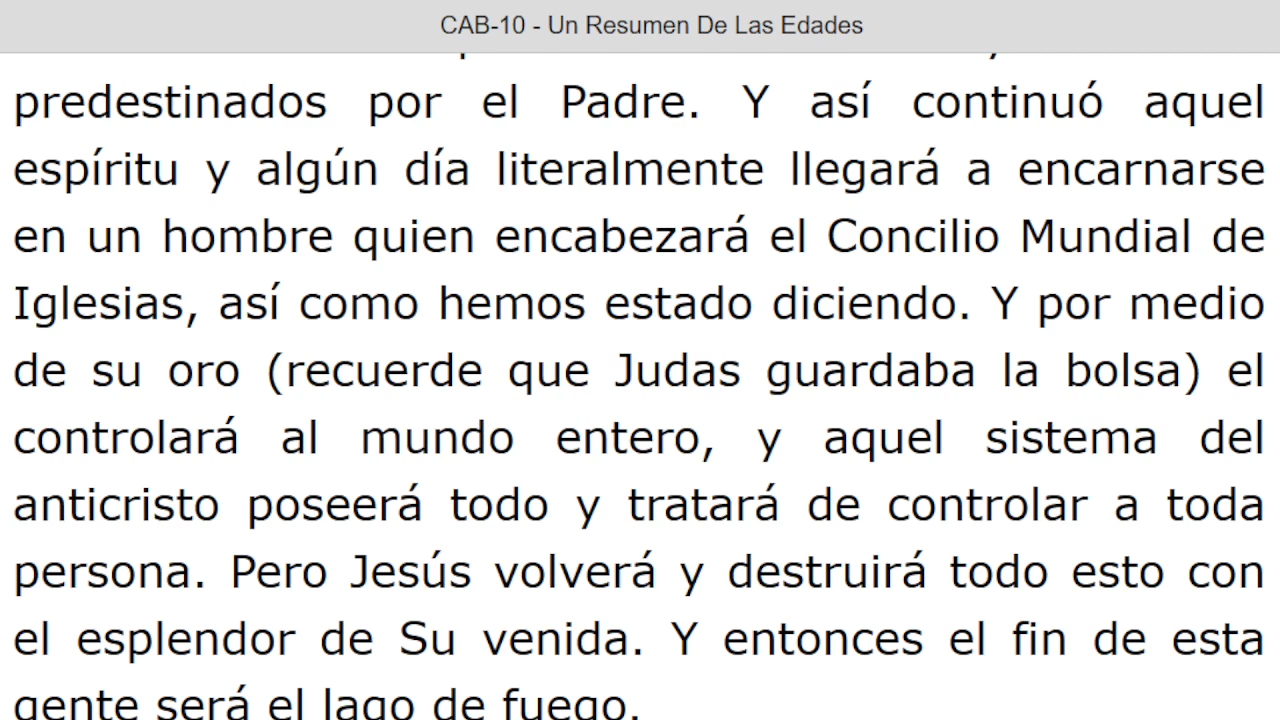 CAB-10 - Un Resumen De Las Edades
predestinados por el Padre. Y así continuó aquel
espíritu y algún día literalmente llegará a encarnarse
en un hombre quien encabezará el Concilio Mundial de
Iglesias, así como hemos estado diciendo. Y por medio
de su oro (recuerde que Judas guardaba la bolsa) el
controlará al mundo entero, y aquel sistema del
anticristo poseerá todo y tratará de controlar a toda
persona. Pero Jesús volverá y destruirá todo esto con
el esplendor de Su venida. Y entonces el fin de esta
gente será el lago de fuego.